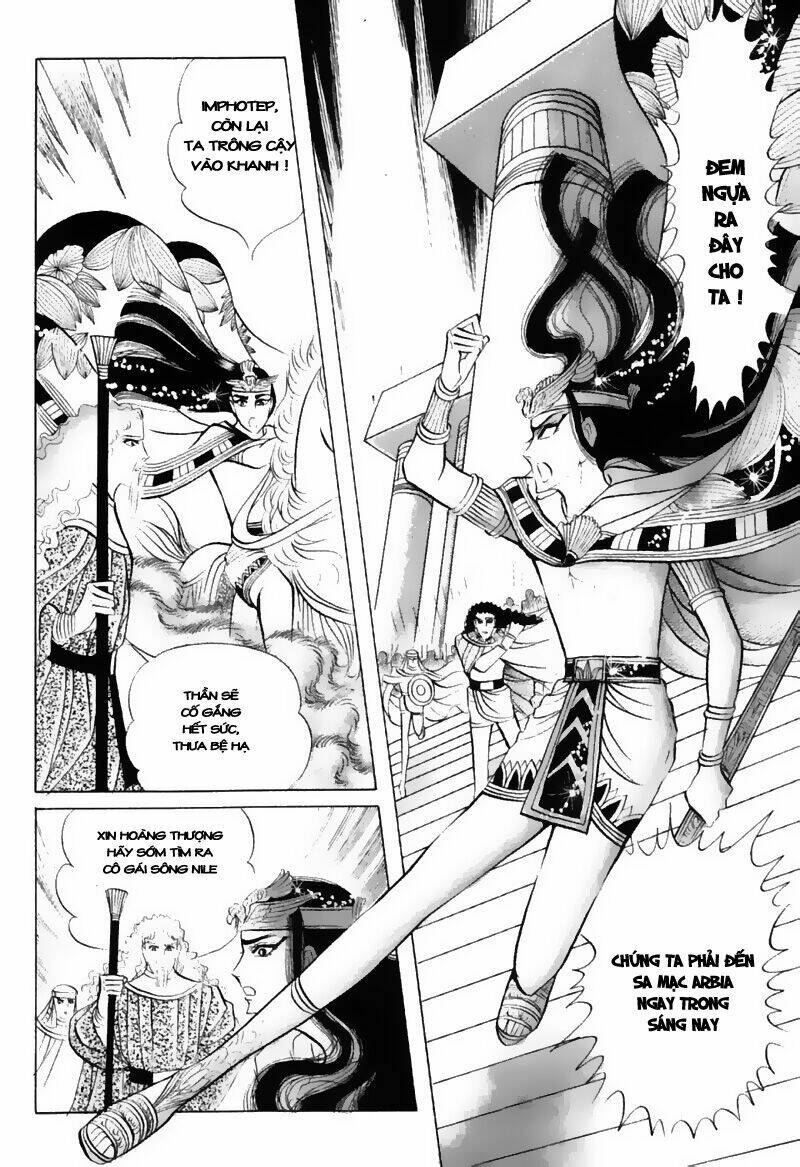 ĐEM
NGỰA
RA
ĐÂY
CHO
TA !
CHÚNG TA PHẢI ĐẾN
SA MẠC ARBIA
NGAY TRONG
SÁNG NAY
IMPHOTEP,
CÒN LẠI
TA TRÔNG CẬY
VÀO KHANH !
THẦN SẼ
CỐ GẮNG
HẾT SỨC,
THƯA BỆ HẠ
XIN HOÀNG THƯỢNG
HÃY SỚM TÌM RA
CÔ GÁI SÔNG NILE